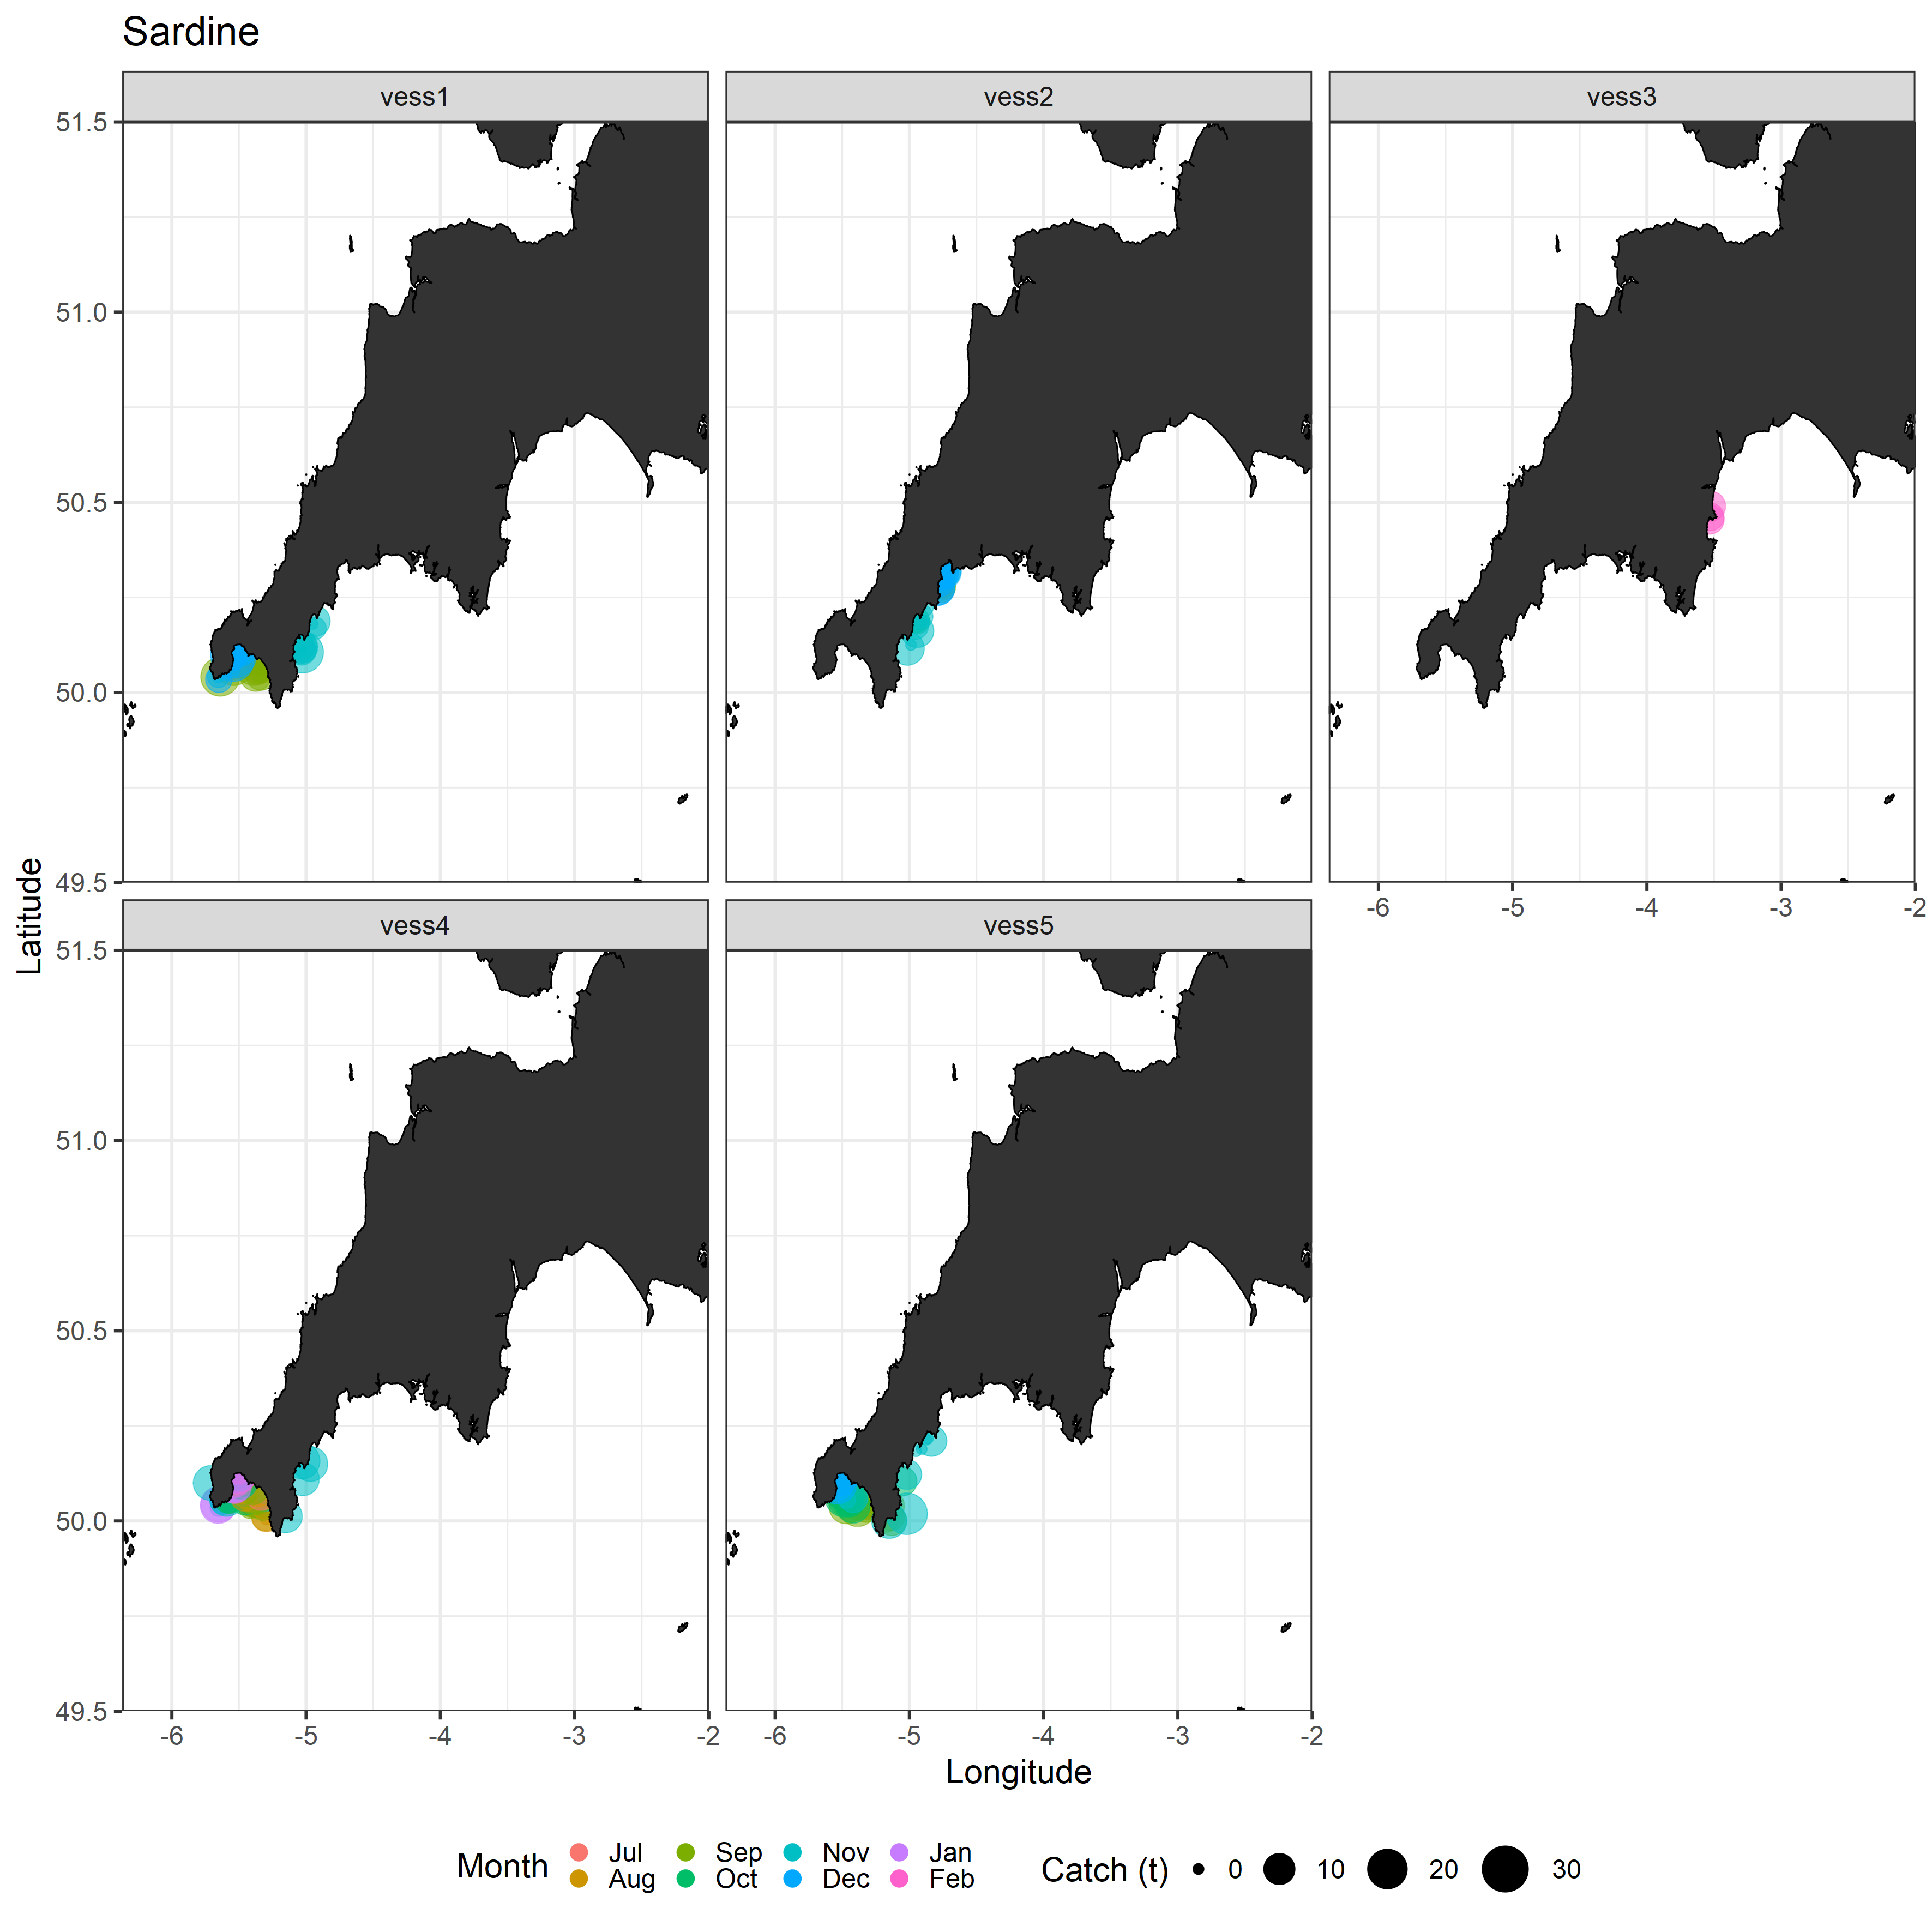 Sardine
vess1 vess2 vess3
51.5
51.0
50.5
50.0
49.5
-6 -5 -4 -3 -2
vess4 vess5
51.5
51.0
50.5
50.0
49.5
-6 -5 -4 -3 -2 -6 -5 -4 -3 -2
Latitude
Longitude
Month Jul Sep Nov Jan
Aug Oct Dec Feb
Catch (t) 0 10 20 30